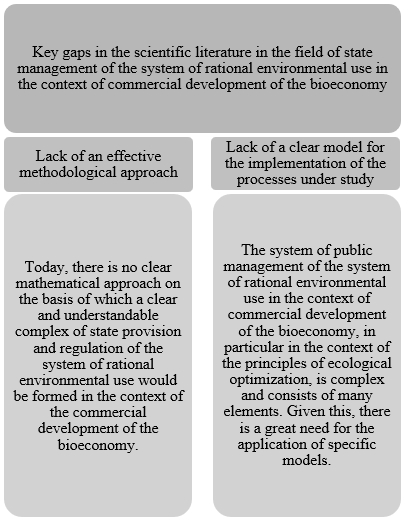 Key gaps in the scientific literature in the field of state
management of the system of rational environmental use in
the context of commercial development of the bioeconomy
Lack of an effective
methodological approach
Lack of a clear model for
the implementation of the
processes under study
Today, there is no clear
mathematical approach on
the basis of which a clear
and understandable
complex of state provision
and regulation of the
system of rational
environmental use would
be formed in the context of
the commercial
development of the
bioeconomy.
The system of public
management of the system
of rational environmental
use in the context of
commercial development
of the bioeconomy, in
particular in the context of
the principles of ecological
optimization, is complex
and consists of many
elements. Given this, there
is a great need for the
application of specific
models.